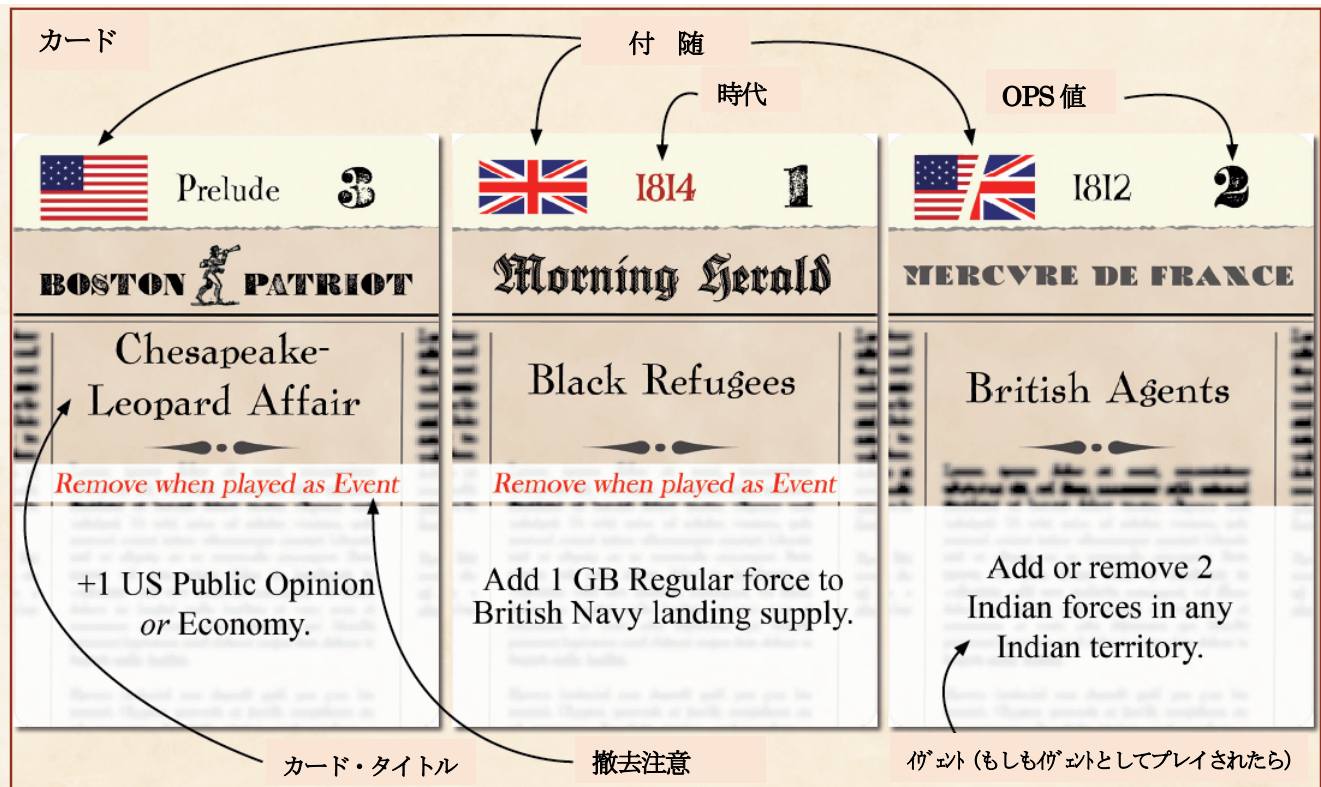 カード
付 随
時代
OPS 値
Prelude 3
BOSTON PATRIOT
Chesapeake-
Leopard Affair
Remove when played as Event
+1 US Public Opinion
or Economy.
1814 1
Morning Herald
Black Refugees
Remove when played as Event
Add 1 GB Regular force to
British Navy landing supply.
1812 2
MERCVRE DE FRANCE
British Agents
Add or remove 2
Indian forces in any
Indian territory.
カード・タイトル
撤去注意
ｲｳﾞｪﾝﾄ (もしもｲｳﾞｪﾝﾄとしてプレイされたら)